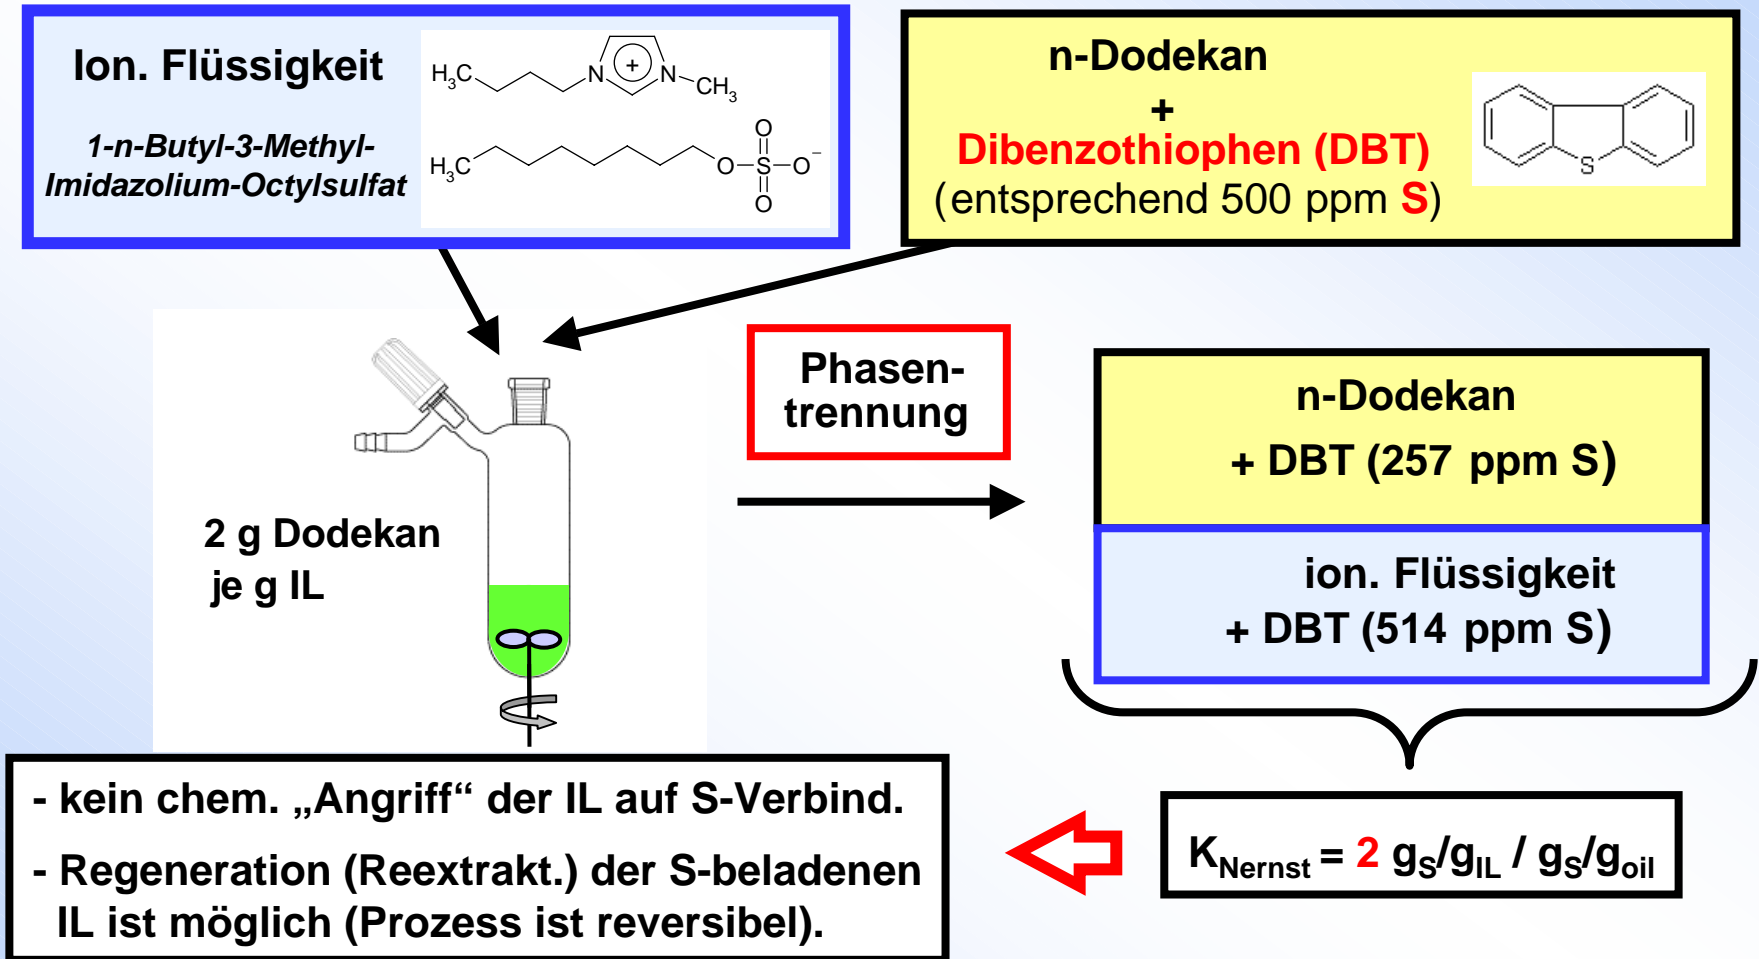 Ion. Flüssigkeit
1-n-Butyl-3-Methyl-
Imidazolium-Octylsulfat
H3C
N
+
N
CH3
H3C
O
O
S
O
O−
n-Dodekan
+
Dibenzothiophen (DBT)
(entsprechend 500 ppm S)
S
2 g Dodekan
je g IL
Phasen-
trennung
n-Dodekan
+ DBT (257 ppm S)
ion. Flüssigkeit
+ DBT (514 ppm S)
KNernst = 2 gS/gIL / gS/goil
- kein chem. „Angriff“ der IL auf S-Verbind.
- Regeneration (Reextrakt.) der S-beladenen
IL ist möglich (Prozess ist reversibel).